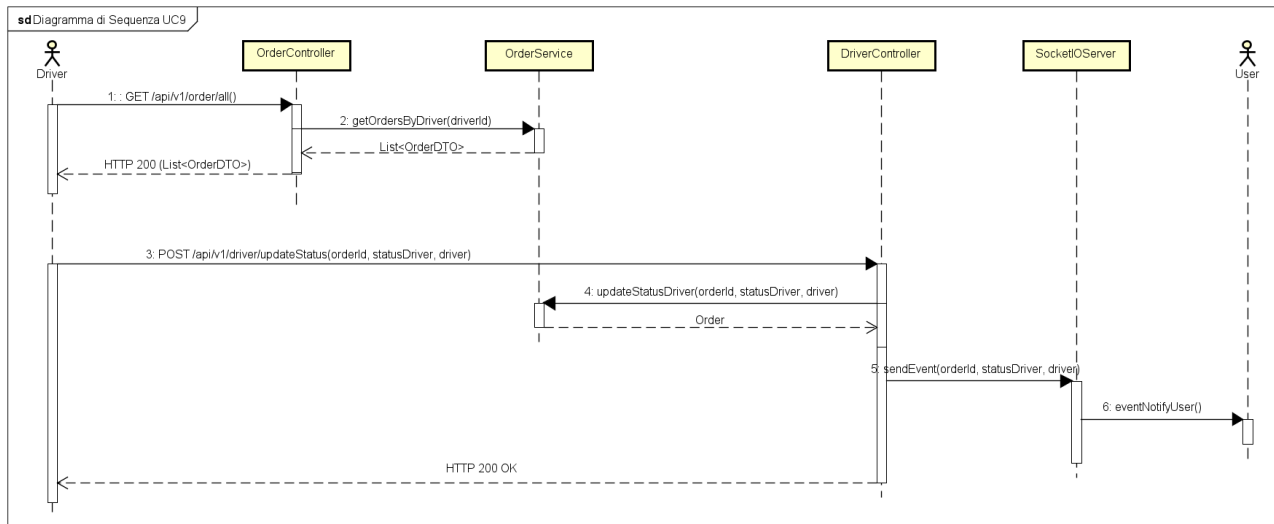 sd Diagramma di Sequenza UC9
Driver
OrderController
OrderService
DriverController
SocketIOServer
User
1: : GET /api/v1/order/all()
2: getOrdersByDriver(driverId)
List<OrderDTO>
HTTP 200 (List<OrderDTO>)
3: POST /api/v1/driver/updateStatus(orderId, statusDriver, driver)
4: updateStatusDriver(orderId, statusDriver, driver)
Order
5: sendEvent(orderId, statusDriver, driver)
6: eventNotifyUser()
HTTP 200 OK